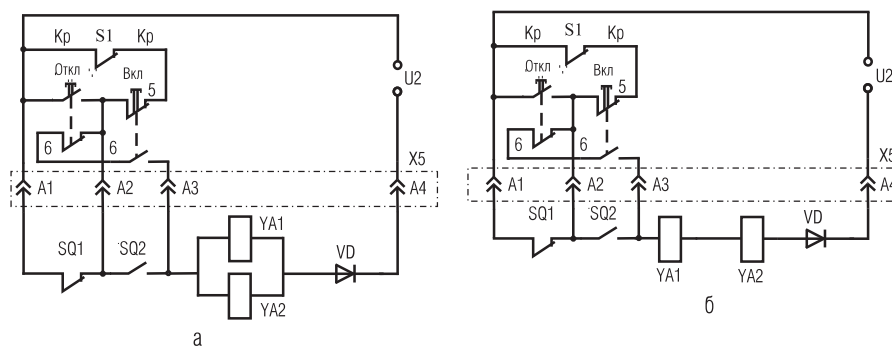 Кр S1 Кр
Откл
Вкл
5
U2
6
6
X5
A1 A2 A3 A4
YA1
SQ1 SQ2
VD
YA2
а
Кр S1 Кр
Откл
Вкл
5
U2
6
6
X5
A1 A2 A3 A4
SQ1 SQ2
VD
YA1 YA2
б